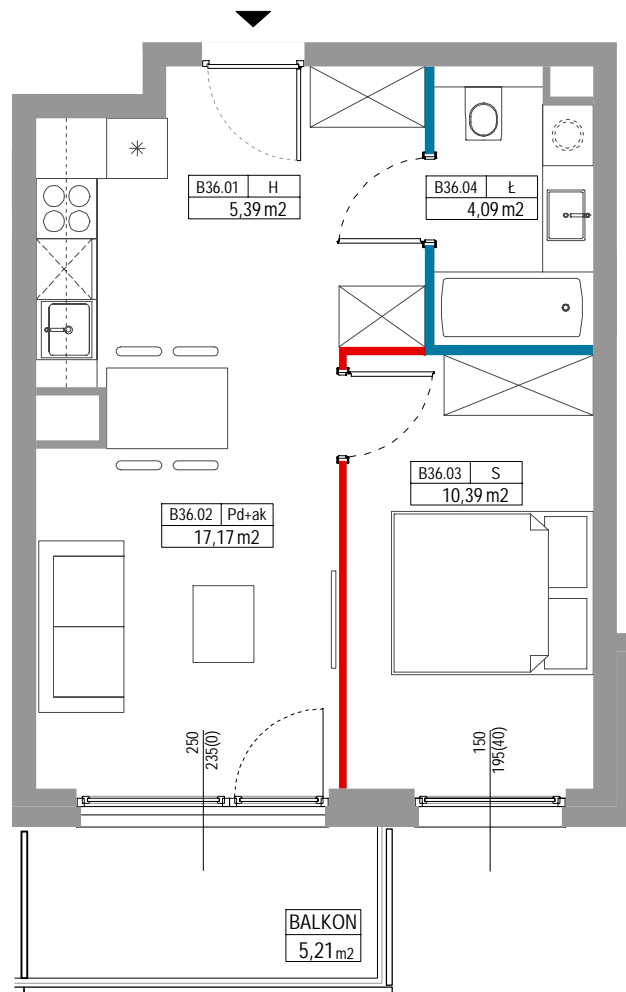 B36.01 H
5,39 m2
B36.04 Ł
4,09 m2
B36.03 S
10,39 m2
B36.02 Pd+ak
17,17 m2
250
235(0)
150
195(40)
BALKON
5,21 m2